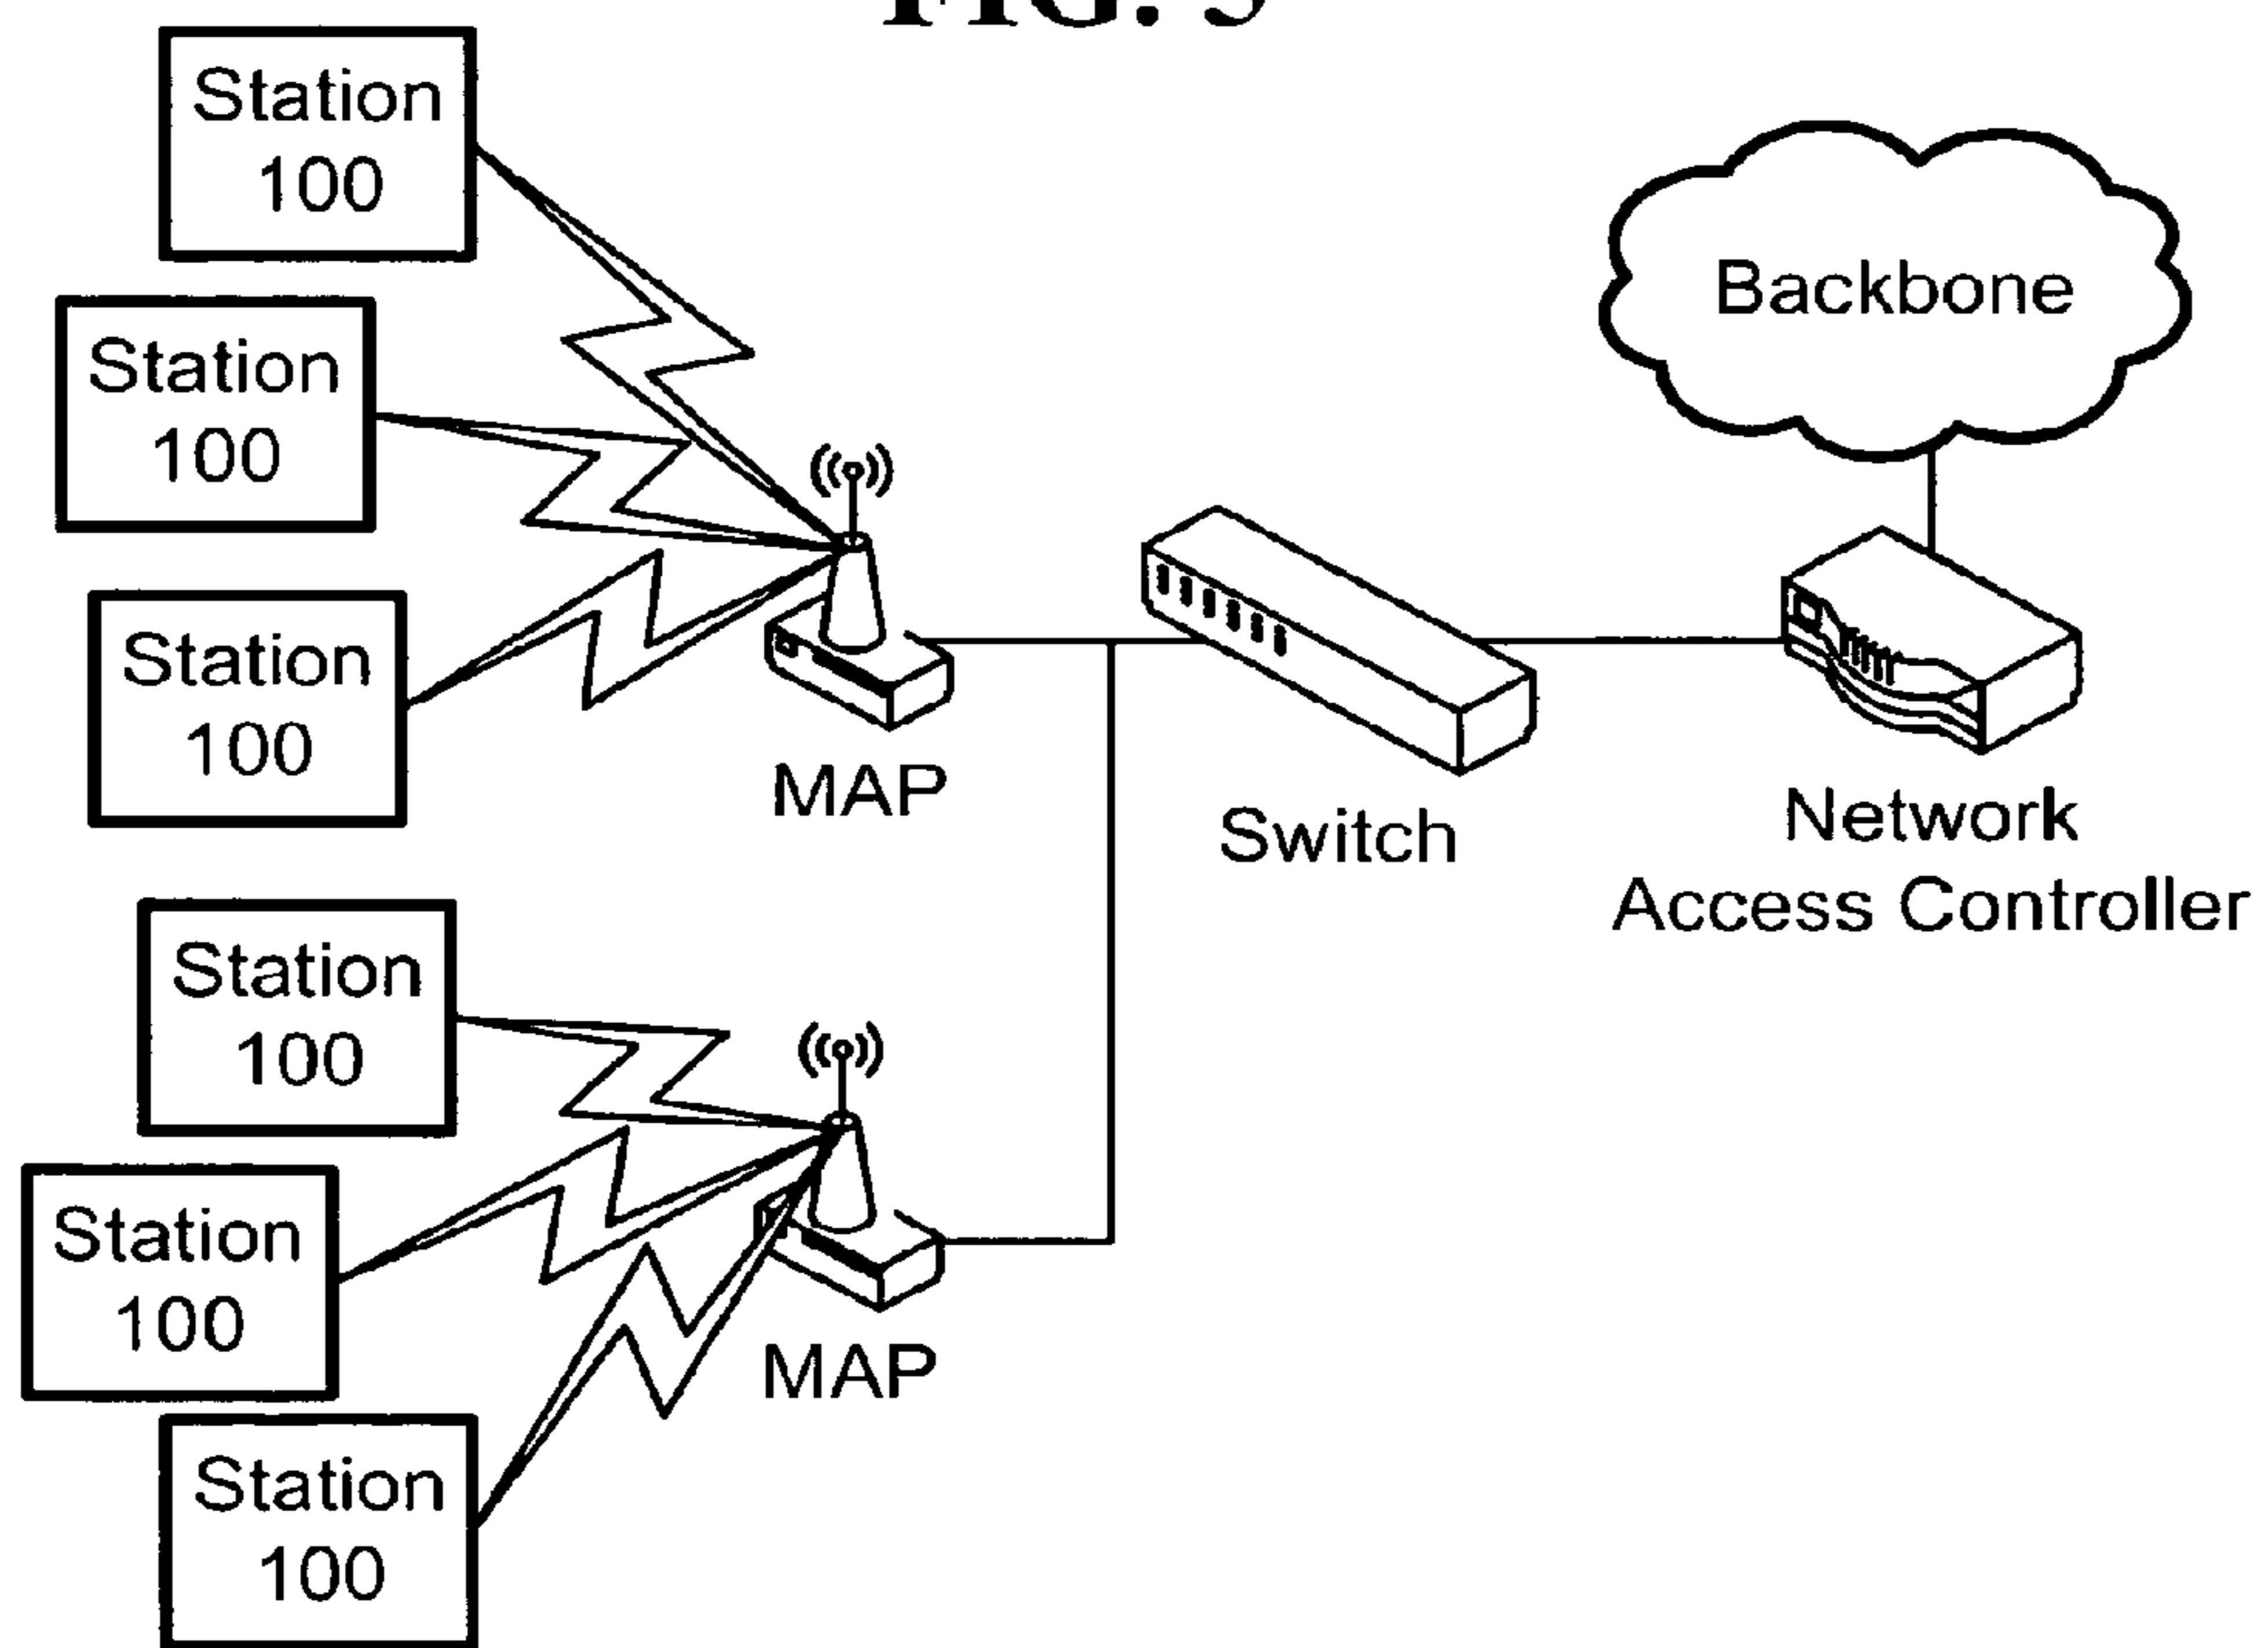 FIG.
Station
100
Station
100
Station
100
Station
100
Station
100
Station
100
MAP
MAP
Switch
Backbone
Network
Access Controller